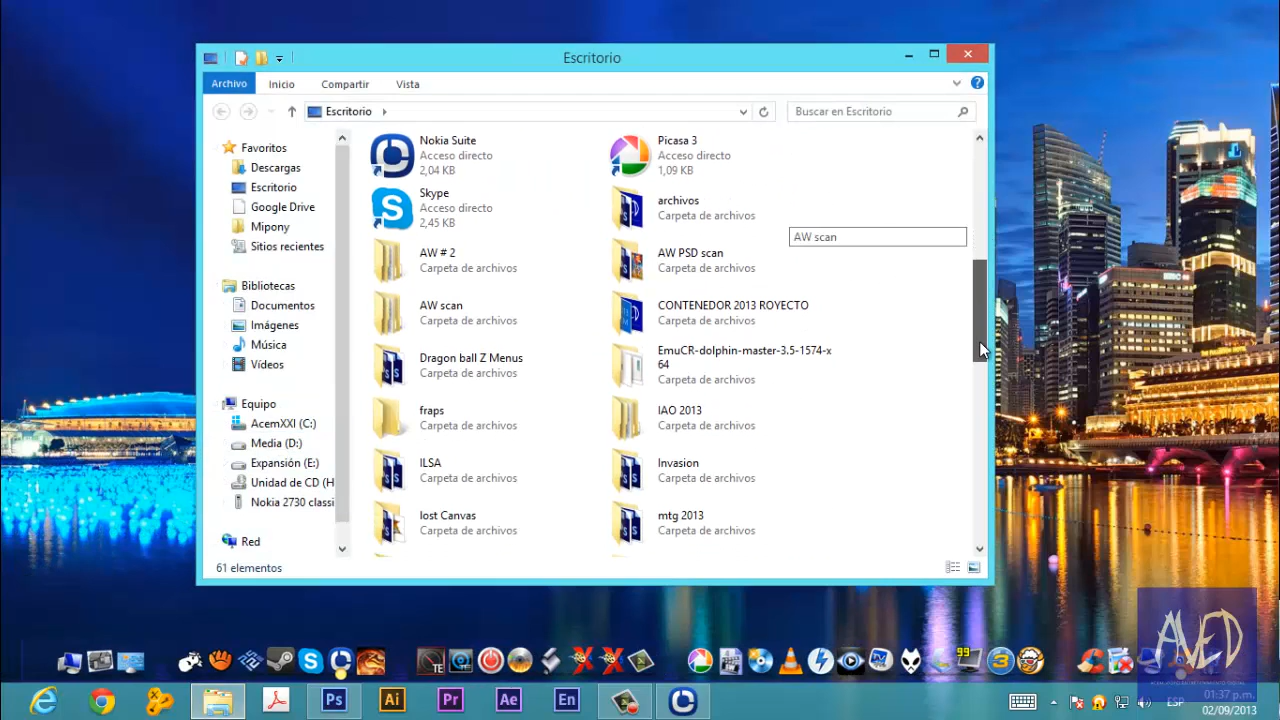 Escritorio
Archivo
Inicio
Compartir
Vista
Escritorio
Buscar en Escritorio
Favoritos
Descargas
Escritorio
Google Drive
Mipony
Sitios recientes
Bibliotecas
Documentos
Imágenes
Música
Vídeos
Equipo
AcemXXI (C:)
Media (D:)
Expansión (E:)
Unidad de CD (H
Nokia 2730 classi
Red
Nokia Suite
Acceso directo
2,04 KB
Picasa 3
Acceso directo
1,09 KB
Skype
Acceso directo
2,45 KB
archivos
Carpeta de archivos
AW scan
AW # 2
Carpeta de archivos
AW PSD scan
Carpeta de archivos
AW scan
Carpeta de archivos
CONTENEDOR 2013 ROYECTO
Carpeta de archivos
Dragon ball Z Menus
Carpeta de archivos
EmuCR-dolphin-master-3.5-1574-x
64
Carpeta de archivos
fraps
Carpeta de archivos
IAO 2013
Carpeta de archivos
ILSA
Carpeta de archivos
Invasion
Carpeta de archivos
lost Canvas
Carpeta de archivos
mtg 2013
Carpeta de archivos
61 elementos
99
TE
TE
3
Ps
Ai
Pr
Ae
En
AVED
ESP
01:37 p.m.
02/09/2013